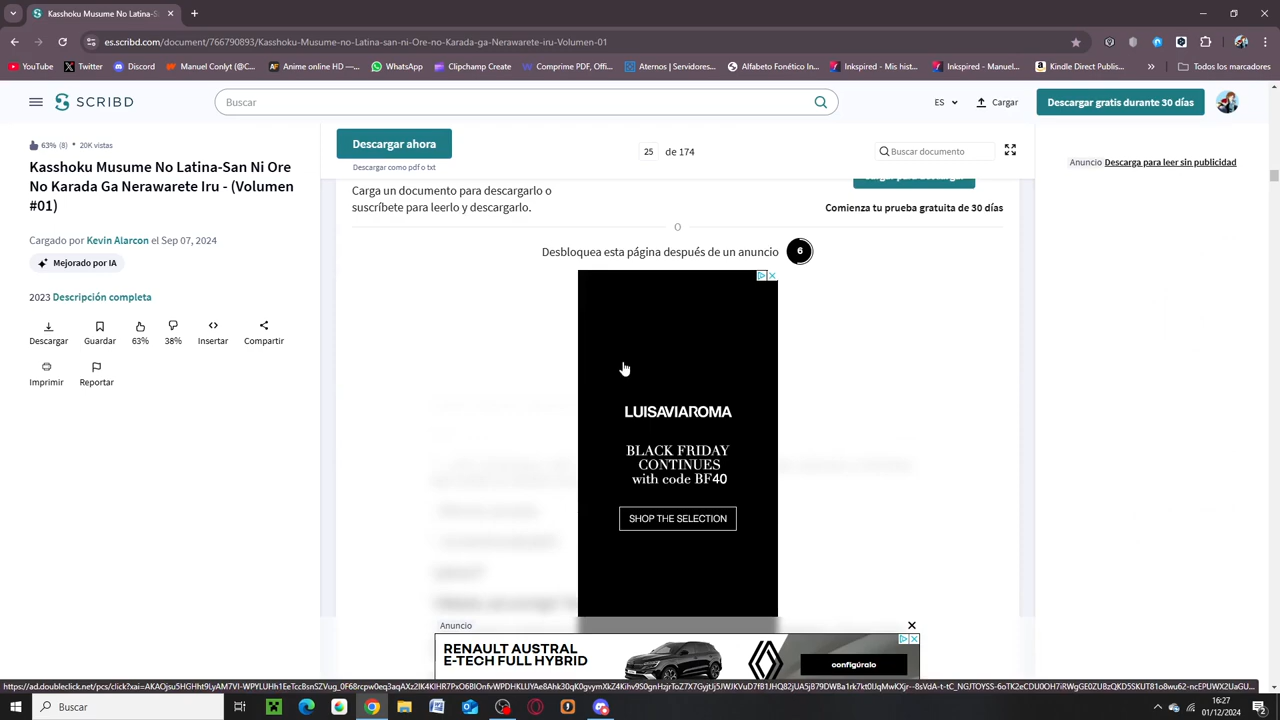 Kasshoku Musume No Latina-S
es.scribd.com/document/766790893/Kasshoku-Musume-no-Latina-san-ni-Ore-no-Karada-ga-Nerawarete-iru-Volumen-01
YouTube
Twitter
Discord
Manuel Conlyt (@C...
Anime online HD —...
WhatsApp
Clipchamp Create
Comprime PDF, Offi...
Aternos | Servidores...
Alfabeto Fonético In...
Inkspired - Mis hist...
Inkspired - Manuel...
Kindle Direct Publis...
Todos los marcadores
SCRIBD
Buscar
ES
Cargar
Descargar gratis durante 30 días
63% (8) • 20K vistas
Kasshoku Musume No Latina-San Ni Ore
No Karada Ga Nerawarete Iru - (Volumen
#01)
Cargado por Kevin Alarcon el Sep 07, 2024
Mejorado por IA
2023 Descripción completa
Descargar
Guardar
63%
38%
Insertar
Compartir
Imprimir
Reportar
Descargar ahora
Descargar como pdf o txt
25 de 174
Buscar documento
Carga un documento para descargarlo o
suscríbete para leerlo y descargarlo.
Comienza tu prueba gratuita de 30 días
O
Desbloquea esta página después de un anuncio 6
LUISAVIAROMA
BLACK FRIDAY
CONTINUES
with code BF40
SHOP THE SELECTION
Anuncio Descarga para leer sin publicidad
Anuncio
RENAULT AUSTRAL
E-TECH FULL HYBRID
configúralo
Buscar
16:27
01/12/2024